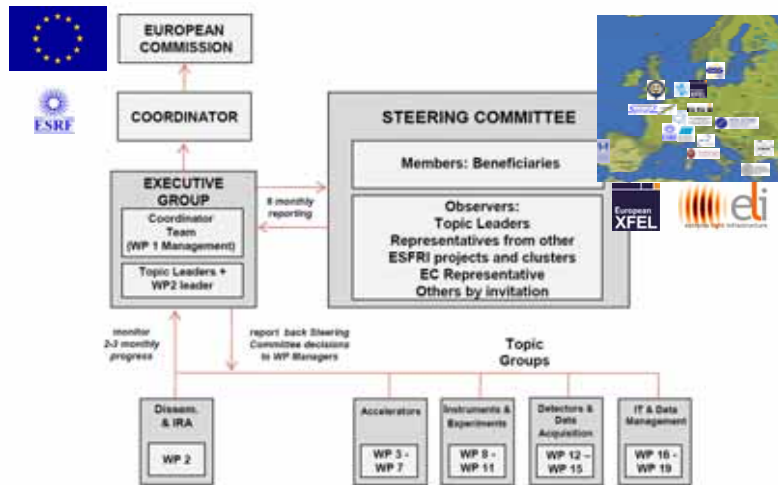 EUROPEAN
COMMISSION
ESRF
COORDINATOR
STEERING COMMITTEE
Members: Beneficiaries
EXECUTIVE
GROUP
Coordinator
Team
(WP 1 Management)
Topic Leaders +
WP2 leader
6 monthly
reporting
Observers:
Topic Leaders
Representatives from other
ESFRI projects and clusters
EC Representative
Others by invitation
European
XFEL
eli
extreme light infrastructure
monitor
2-3 monthly
progress
report back Steering
Committee decisions
to WP Managers
Topic
Groups
Dissem.
& IRA
WP 2
Accelerators
WP 3 -
WP 7
Instruments &
Experiments
WP 8 -
WP 11
Detectors &
Data
Acquisition
WP 12 –
WP 15
IT & Data
Management
WP 16 -
WP 19